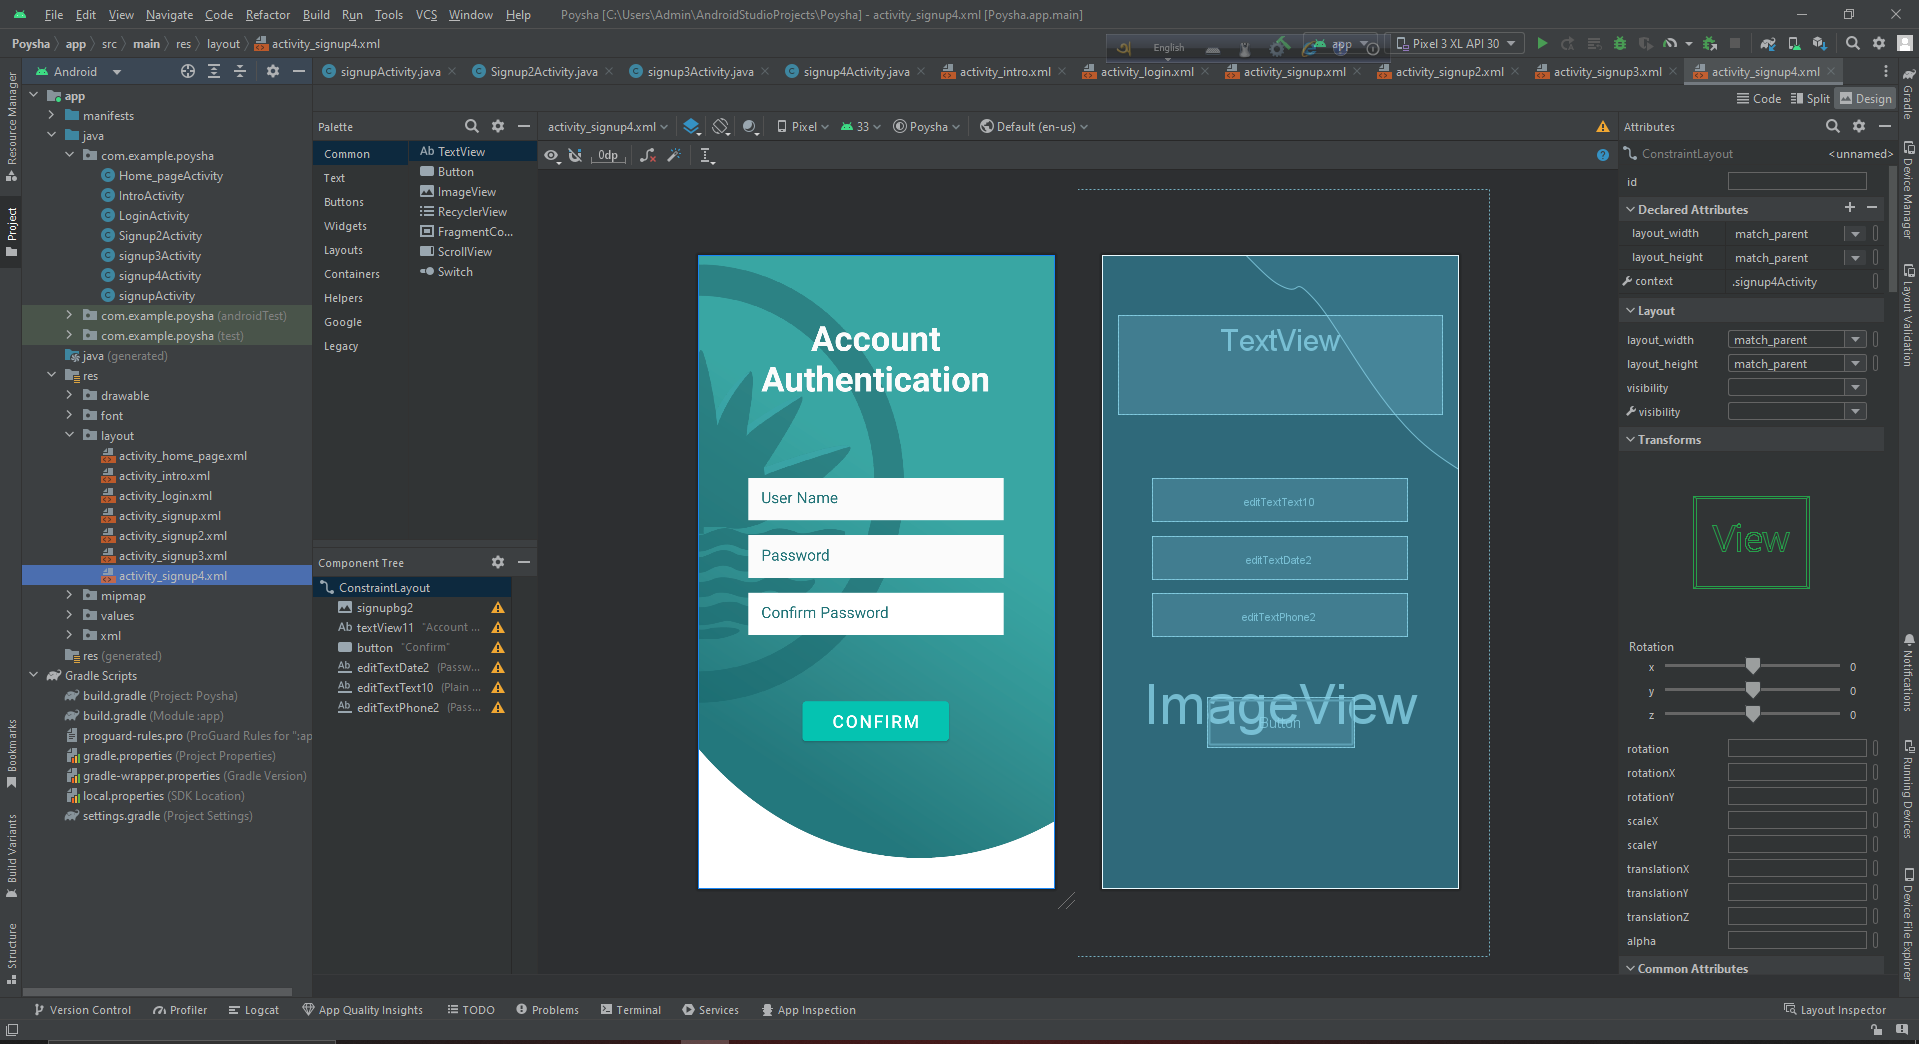 File Edit View Navigate Code Refactor Build Run Tools VCS Window Help Poysha [C:\Users\Admin\AndroidStudioProjects\Poysha] - activity_signup4.xml [Poysha.app.main]
Poysha app src main res layout activity_signup4.xml
English
app
Pixel 3 XL API 30
Android
signupActivity.java
Signup2Activity.java
signup3Activity.java
signup4Activity.java
activity_intro.xml
activity_login.xml
activity_signup.xml
activity_signup2.xml
activity_signup3.xml
activity_signup4.xml
Code Split Design
Resource Manager
Project
Bookmarks
Build Variants
Structure
app
manifests
java
com.example.poysha
Home_pageActivity
IntroActivity
LoginActivity
Signup2Activity
signup3Activity
signup4Activity
signupActivity
com.example.poysha (androidTest)
com.example.poysha (test)
java (generated)
res
drawable
font
layout
activity_home_page.xml
activity_intro.xml
activity_login.xml
activity_signup.xml
activity_signup2.xml
activity_signup3.xml
activity_signup4.xml
mipmap
values
xml
res (generated)
Gradle Scripts
build.gradle (Project: Poysha)
build.gradle (Module :app)
proguard-rules.pro (ProGuard Rules for ":ap
gradle.properties (Project Properties)
gradle-wrapper.properties (Gradle Version)
local.properties (SDK Location)
settings.gradle (Project Settings)
Palette
Common
Text
Buttons
Widgets
Layouts
Containers
Helpers
Google
Legacy
Ab TextView
Button
ImageView
RecyclerView
FragmentCo...
ScrollView
Switch
Component Tree
ConstraintLayout
signupbg2
Ab textView11 "Account ...
button "Confirm"
Ab editTextDate2 (Passw...
Ab editTextText10 (Plain ...
Ab editTextPhone2 (Pass...
activity_signup4.xml Pixel 33 Poysha Default (en-us)
0dp
Account
Authentication
User Name
Password
Confirm Password
CONFIRM
TextView
editTextText10
editTextDate2
editTextPhone2
ImageView
Button
Attributes
ConstraintLayout <unnamed>
id
Declared Attributes
layout_width match_parent
layout_height match_parent
context .signup4Activity
Layout
layout_width match_parent
layout_height match_parent
visibility
visibility
Transforms
View
Rotation
x 0
y 0
z 0
rotation
rotationX
rotationY
scaleX
scaleY
translationX
translationY
translationZ
alpha
Common Attributes
Gradle
Device Manager
Layout Validation
Notifications
Running Devices
Device File Explorer
Version Control Profiler Logcat App Quality Insights TODO Problems Terminal Services App Inspection Layout Inspector